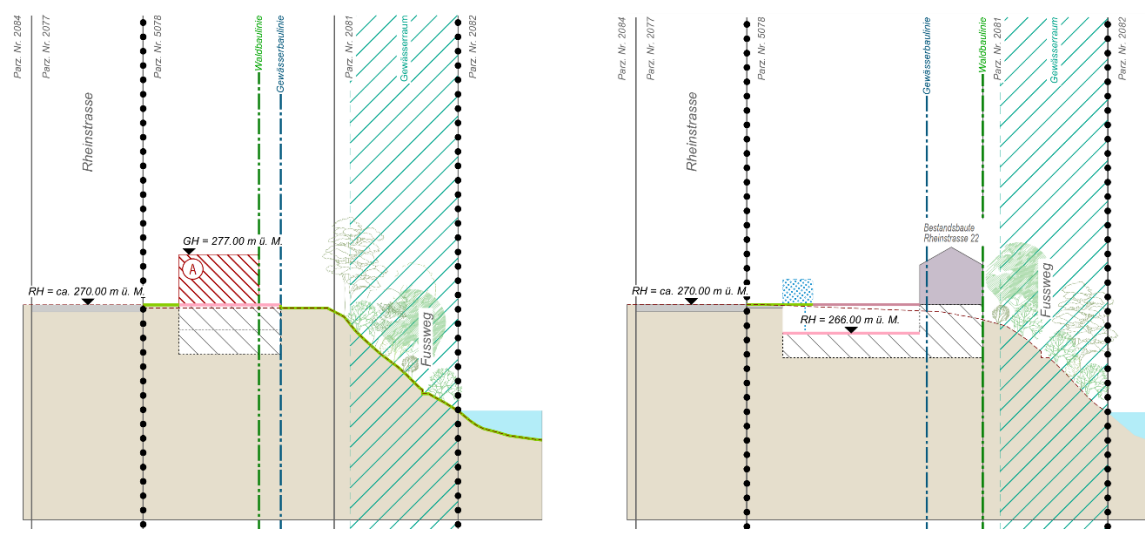 Parz. Nr. 2084
Parz. Nr. 2077
Rheinstrasse
Parz. Nr. 5078
Waldbaulinie
Gewässerbaulinie
Parz. Nr. 2081
Gewässerraum
Parz. Nr. 2082
GH = 277.00 m ü. M.
A
RH = ca. 270.00 m ü. M.
Fussweg
Parz. Nr. 2084
Parz. Nr. 2077
Rheinstrasse
Parz. Nr. 5078
Gewässerbaulinie
Waldbaulinie
Parz. Nr. 2081
Gewässerraum
Parz. Nr. 2082
Bestandsbaute
Rheinstrasse 22
RH = ca. 270.00 m ü. M.
RH = 266.00 m ü. M.
Fussweg